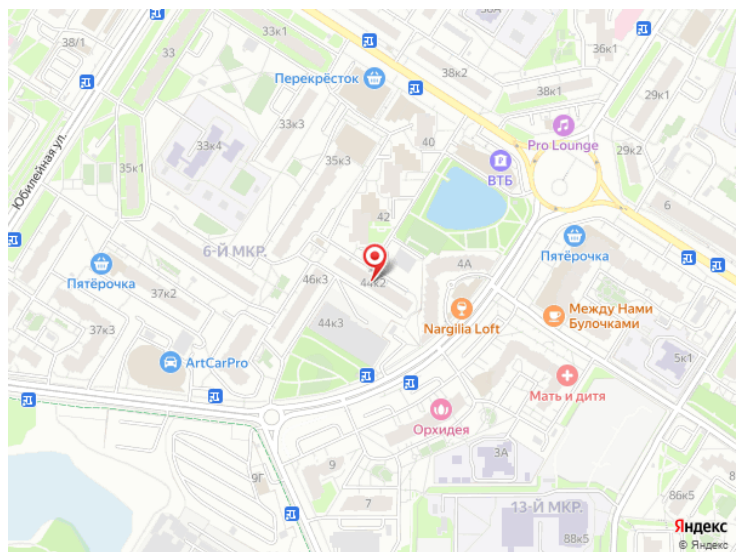 38/1
33
33к1
38к2
36к1
38к1
29к1
Перекрёсток
33к3
33к4
40
Pro Lounge
29к2
35к1
Юбилейная ул.
35к3
ВТБ
42
6
6-Й МКР.
Пятёрочка
Пятёрочка
4А
46к3
44к2
37к2
Nargilla Loft
Между Нами
Булочками
37к3
44к3
5к1
ArtCarPro
Мать и дитя
Орхидея
3А
9
9Г
7
13-Й МКР.
86к5
88к5
Яндекс
© Яндекс